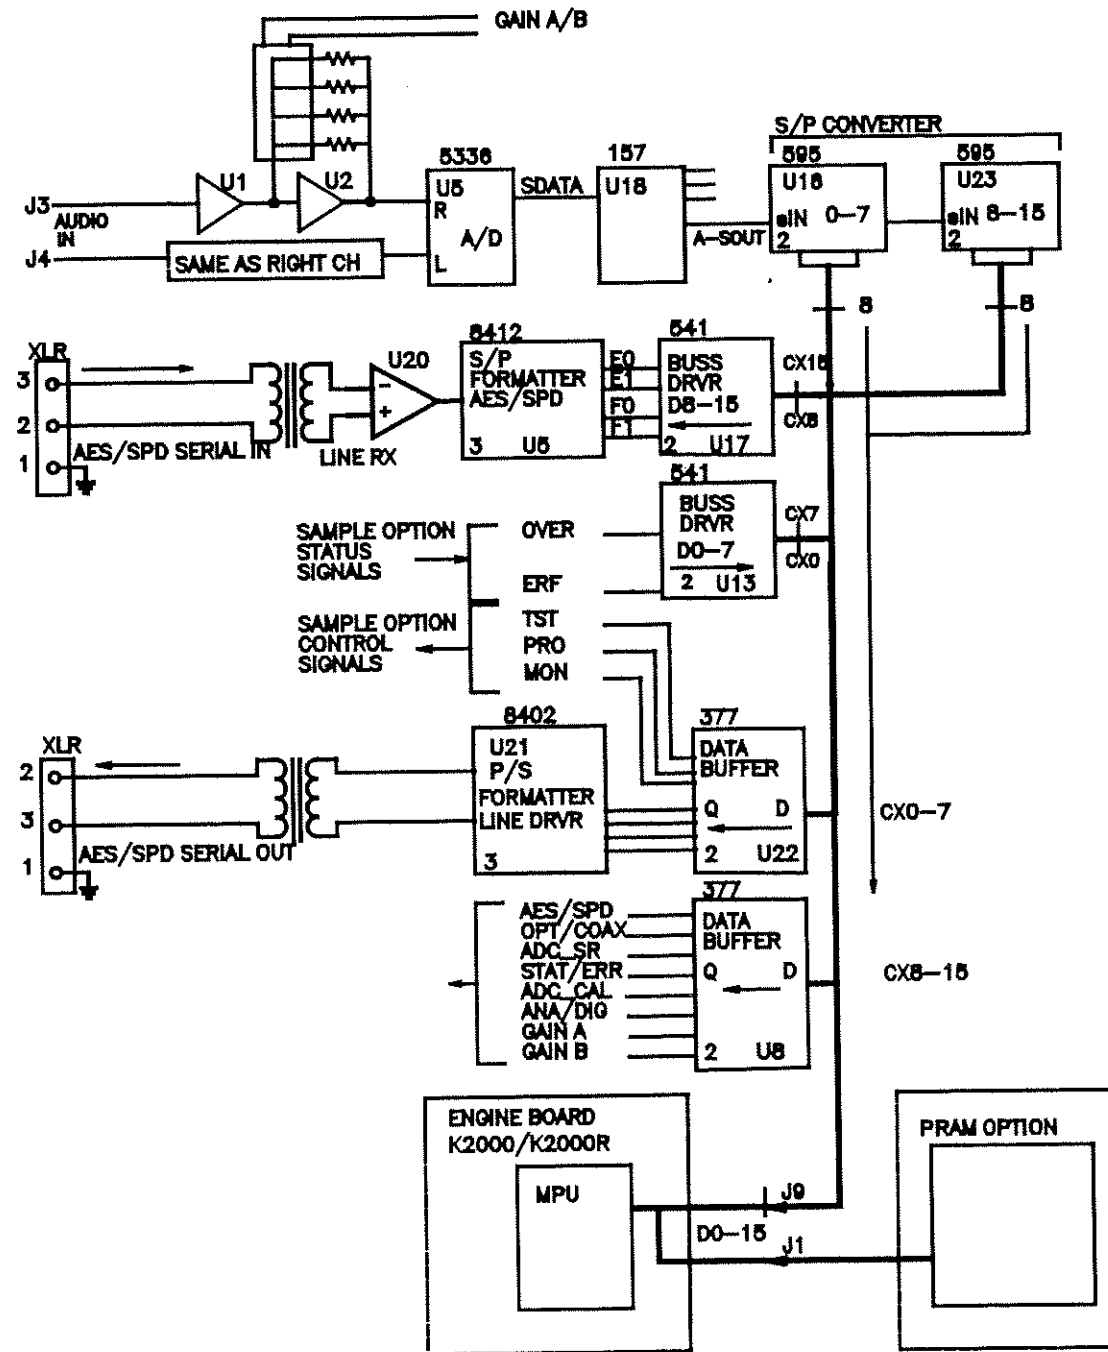 GAIN A/B
S/P CONVERTER
5336
157
595
595
U1
U2
U5
R
A/D
L
SDATA
U18
A-SOUT
U16
sIN 0-7
2
U23
sIN 8-15
2
J3
AUDIO
IN
J4
SAME AS RIGHT CH
8
8
XLR
3
2
1
AES/SPD SERIAL IN
U20
LINE RX
8412
S/P
FORMATTER
AES/SPD
3 U6
E0
E1
F0
F1
541
BUSS
DRVR
D8-15
2 U17
CX15
CX8
541
BUSS
DRVR
D0-7
2 U13
CX7
CX0
SAMPLE OPTION
STATUS
SIGNALS
OVER
ERF
SAMPLE OPTION
CONTROL
SIGNALS
TST
PRO
MON
XLR
2
3
1
AES/SPD SERIAL OUT
8402
U21
P/S
FORMATTER
LINE DRVR
3
377
DATA
BUFFER
Q D
2 U22
CX0-7
377
DATA
BUFFER
Q D
2 U8
CX8-15
AES/SPD
OPT/COAX
ADC_SR
STAT/ERR
ADC_CAL
ANA/DIG
GAIN A
GAIN B
ENGINE BOARD
K2000/K2000R
MPU
J9
D0-15
J1
PRAM OPTION